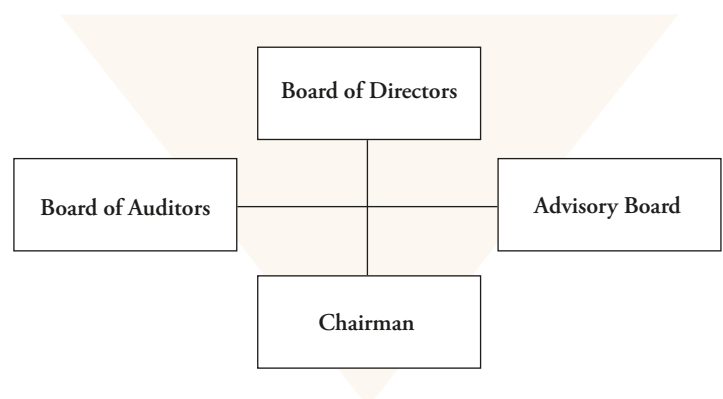 Board of Directors
Board of Auditors
Advisory Board
Chairman